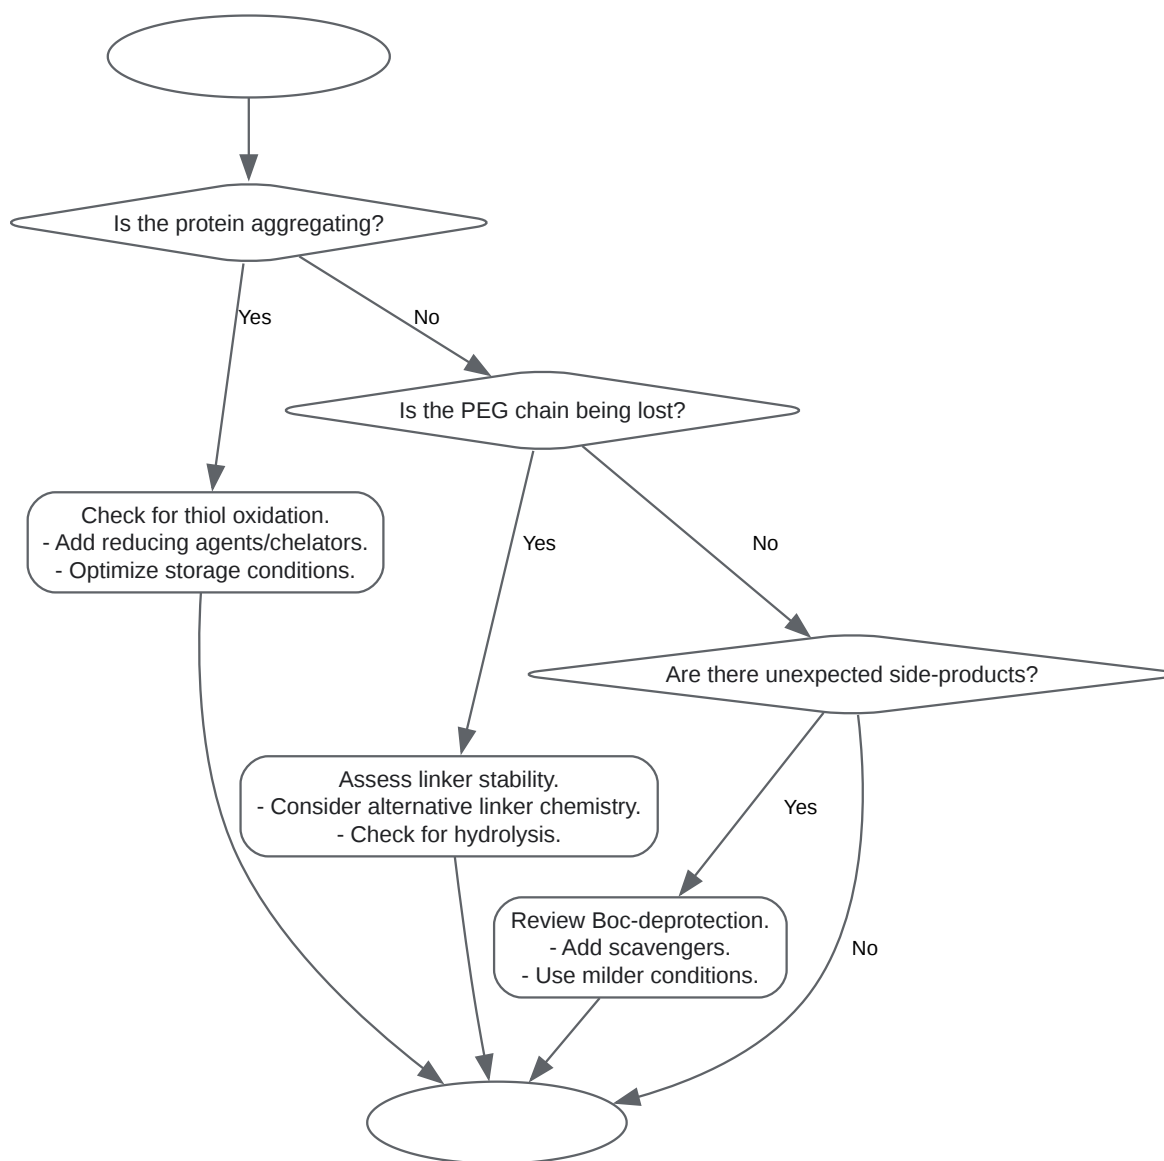 Is the protein aggregating?
Yes
No
Is the PEG chain being lost?
Check for thiol oxidation.
- Add reducing agents/chelators.
- Optimize storage conditions.
Yes
No
Are there unexpected side-products?
Assess linker stability.
- Consider alternative linker chemistry.
- Check for hydrolysis.
Yes
Review Boc-deprotection.
- Add scavengers.
- Use milder conditions.
No